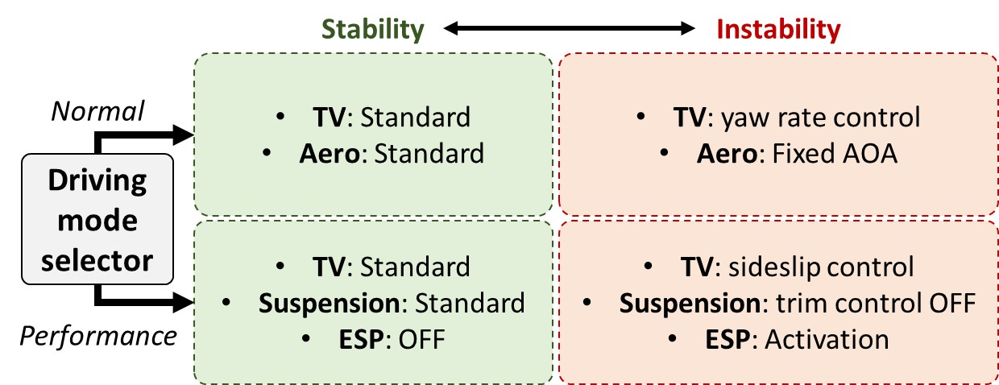 Stability
Instability
Normal
• TV: Standard
• Aero: Standard
• TV: yaw rate control
• Aero: Fixed AOA
Driving
mode
selector
Performance
• TV: Standard
• Suspension: Standard
• ESP: OFF
• TV: sideslip control
• Suspension: trim control OFF
• ESP: Activation